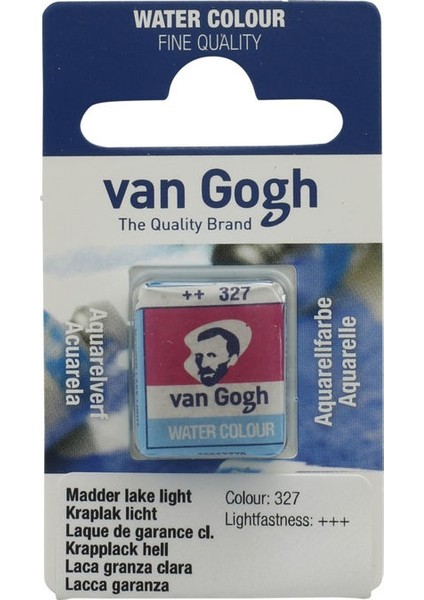 WATER COLOUR
FINE QUALITY
van Gogh
The Quality Brand
Aquarelverf
Acuarela
++ 327
van Gogh
WATER COLOUR
Aquarellfarbe
Aquarelle
Madder lake light
Kraplak licht
Laque de garance cl.
Krapplack hell
Laca granza clara
Lacca garanza
Colour: 327
Lightfastness: +++